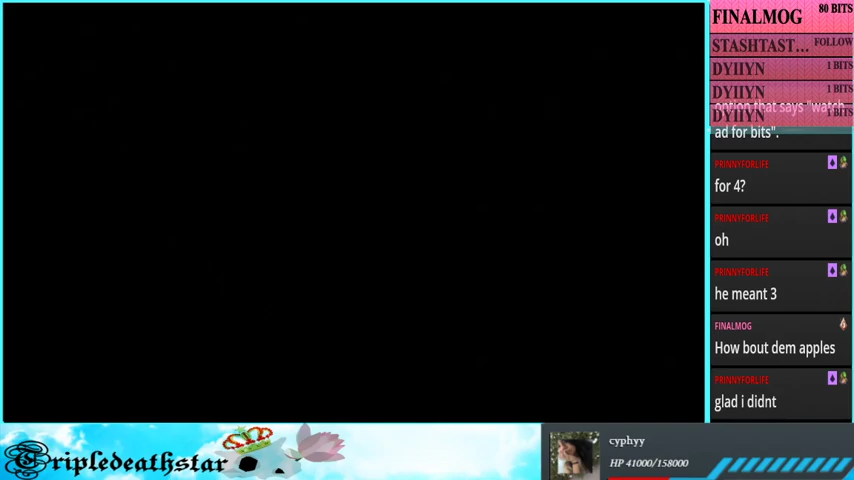 FINALMOG 80 BITS
STASHTAST... FOLLOW
DYIIYN 1 BITS
DYIIYN 1 BITS
option that says "watch
DYIIYN 1 BITS
ad for bits".
PRINNYFORLIFE
for 4?
PRINNYFORLIFE
oh
PRINNYFORLIFE
he meant 3
FINALMOG
How bout dem apples
PRINNYFORLIFE
glad i didnt
Tripledeathstar
cyphyy
HP 41000/158000